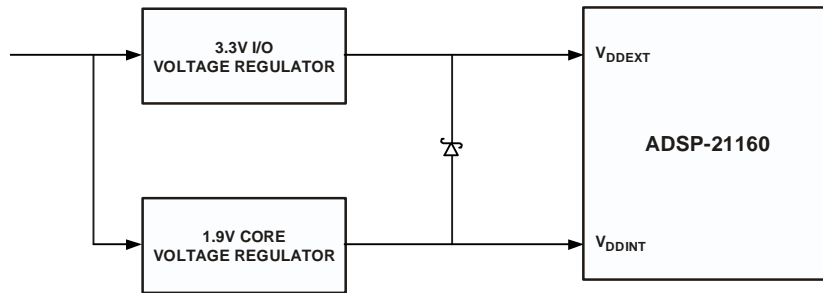 3.3V I/O
VOLTAGE REGULATOR
VDDEXT
ADSP-21160
1.9V CORE
VOLTAGE REGULATOR
VDDINT